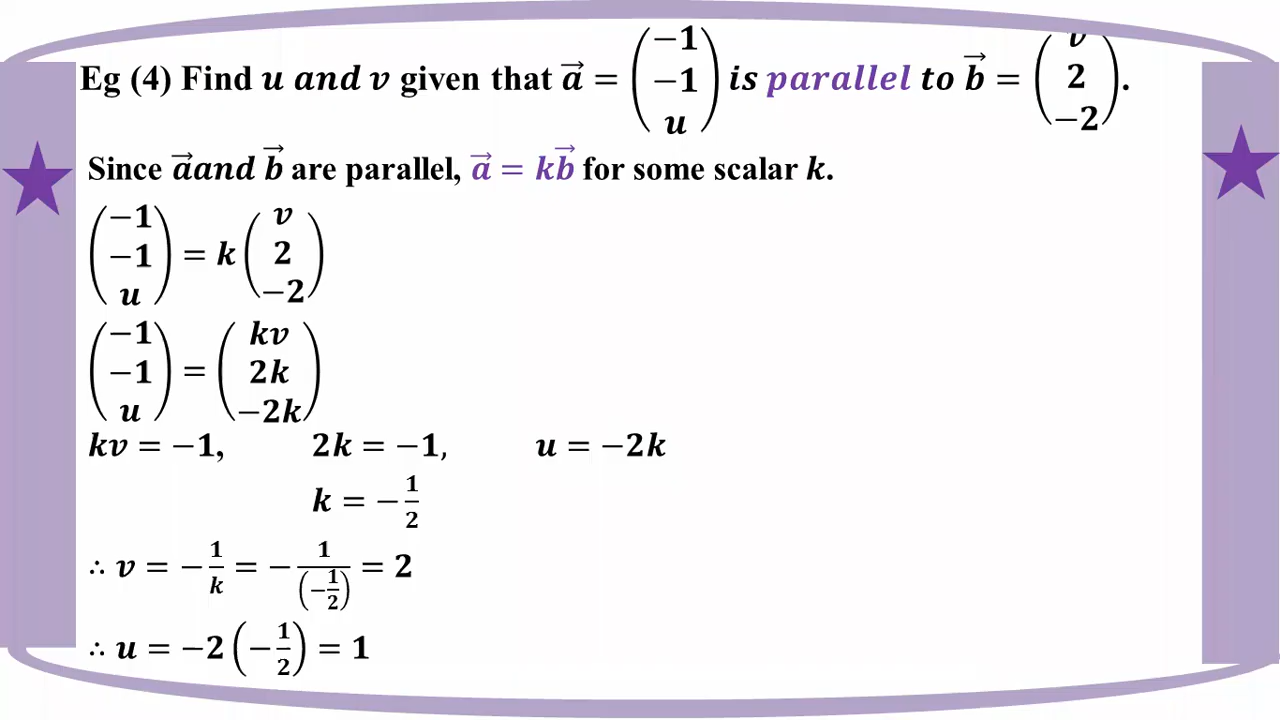 Eg (4) Find u and v given that a⃗ = (−1 −1 u) is parallel to b⃗ = (v 2 −2).
Since a⃗and b⃗ are parallel, a⃗ = kb⃗ for some scalar k.
(−1 −1 u) = k (v 2 −2)
(−1 −1 u) = (kv 2k −2k)
kv = −1, 2k = −1, u = −2k
k = −1/2
∴ v = −1/k = −1/(−1/2) = 2
∴ u = −2 (−1/2) = 1